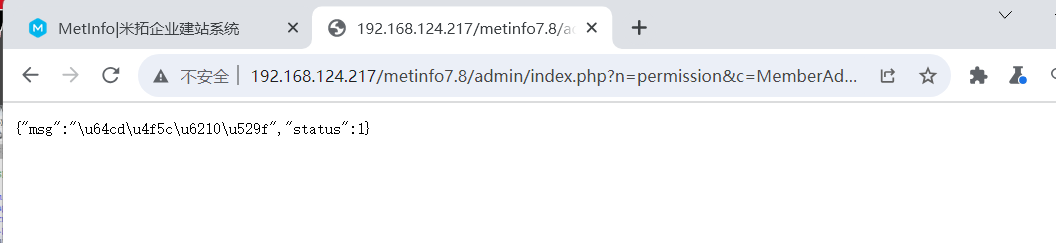 MetInfo|米拓企业建站系统
192.168.124.217/metinfo7.8/ad
不安全 192.168.124.217/metinfo7.8/admin/index.php?n=permission&c=MemberAd...
{"msg":"\u64cd\u4f5c\u6210\u529f","status":1}